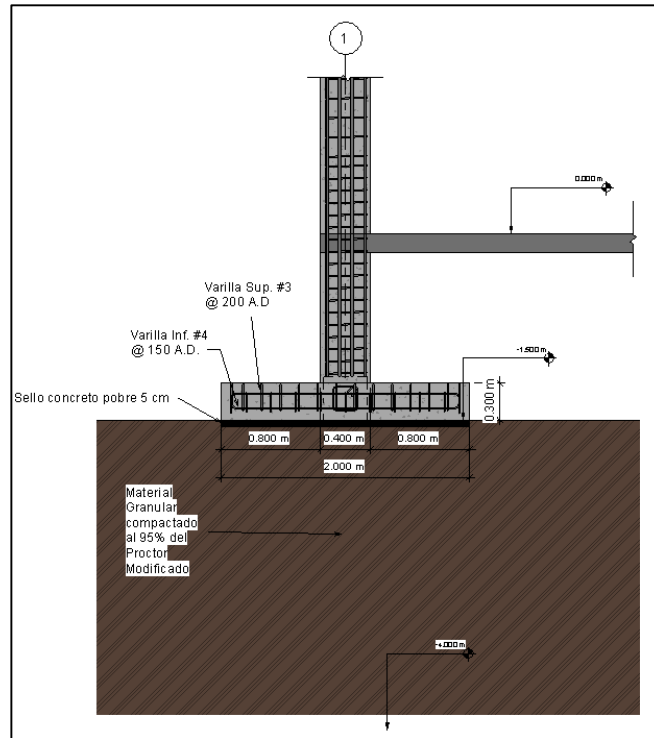 1
0.000 m
Varilla Sup. #3
@ 200 A.D
Varilla Inf. #4
@ 150 A.D.
-1.500 m
Sello concreto pobre 5 cm
0.300 m
0.800 m
0.400 m
0.800 m
2.000 m
Material
Granular
compactado
al 95% del
Proctor
Modificado
-4.000 m